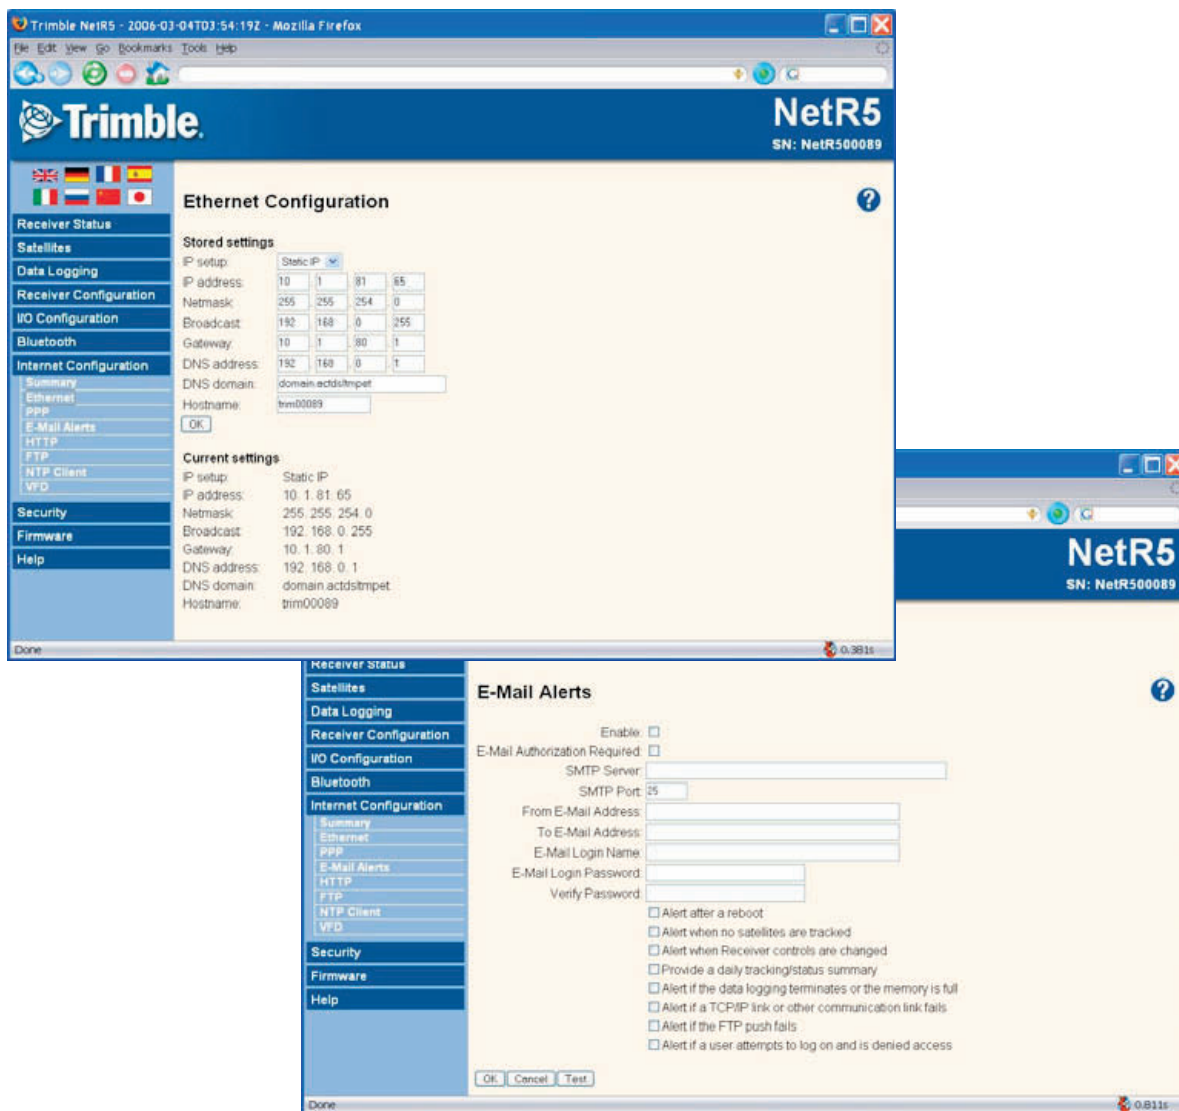 Trimble NetR5 - 2006-03-04T03:54:19Z - Mozilla Firefox
File Edit View Go Bookmarks Tools Help
Trimble.
NetR5
SN: NetR500089
Receiver Status
Satellites
Data Logging
Receiver Configuration
I/O Configuration
Bluetooth
Internet Configuration
Summary
Ethernet
PPP
E-Mail Alerts
HTTP
FTP
NTP Client
VFD
Security
Firmware
Help
Ethernet Configuration
Stored settings
IP setup: Static IP
IP address: 10 . 1 . 81 . 65
Netmask: 255 . 255 . 254 . 0
Broadcast: 192 . 168 . 0 . 255
Gateway: 10 . 1 . 80 . 1
DNS address: 192 . 168 . 0 . 1
DNS domain: domain.actdsltmpet
Hostname: trim00089
OK
Current settings
IP setup: Static IP
IP address: 10. 1. 81. 65
Netmask: 255. 255. 254. 0
Broadcast: 192. 168. 0. 255
Gateway: 10. 1. 80. 1
DNS address: 192. 168. 0. 1
DNS domain: domain.actdsltmpet
Hostname: trim00089
Done 0.381s
NetR5
SN: NetR500089
Receiver Status
Satellites
Data Logging
Receiver Configuration
I/O Configuration
Bluetooth
Internet Configuration
Summary
Ethernet
PPP
E-Mail Alerts
HTTP
FTP
NTP Client
VFD
Security
Firmware
Help
E-Mail Alerts
Enable:
E-Mail Authorization Required:
SMTP Server:
SMTP Port: 25
From E-Mail Address:
To E-Mail Address:
E-Mail Login Name:
E-Mail Login Password:
Verify Password:
Alert after a reboot
Alert when no satellites are tracked
Alert when Receiver controls are changed
Provide a daily tracking/status summary
Alert if the data logging terminates or the memory is full
Alert if a TCP/IP link or other communication link fails
Alert if the FTP push fails
Alert if a user attempts to log on and is denied access
OK Cancel Test
Done 0.811s